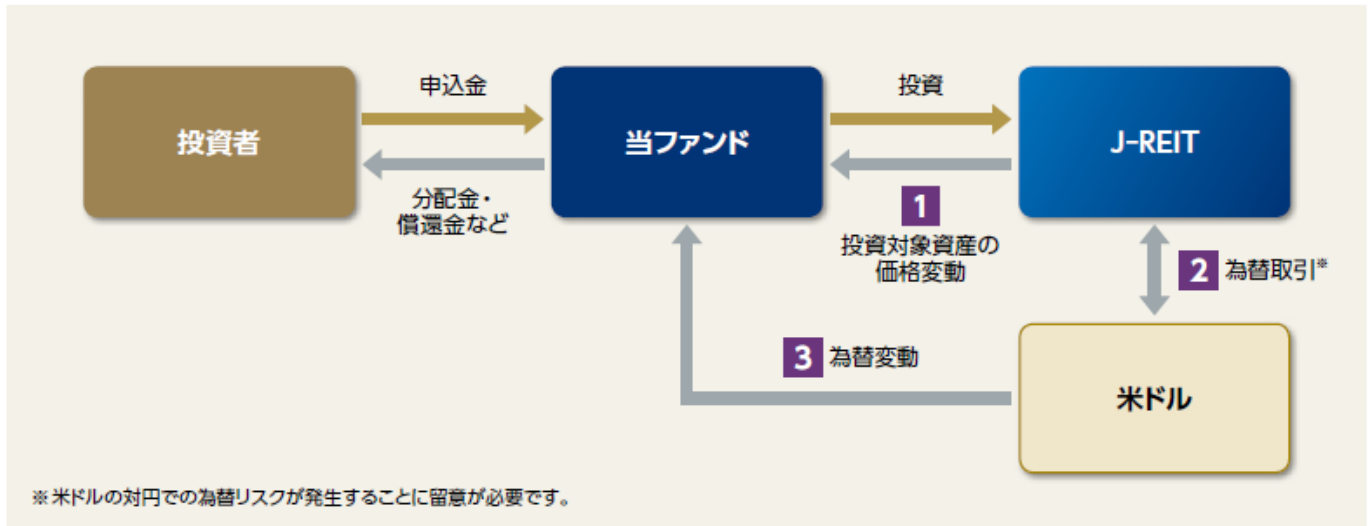 申込金
投資
投資者
当ファンド
J-REIT
分配金・
償還金など
1
投資対象資産の
価格変動
2 為替取引※
3 為替変動
米ドル
※米ドルの対円での為替リスクが発生することに留意が必要です。